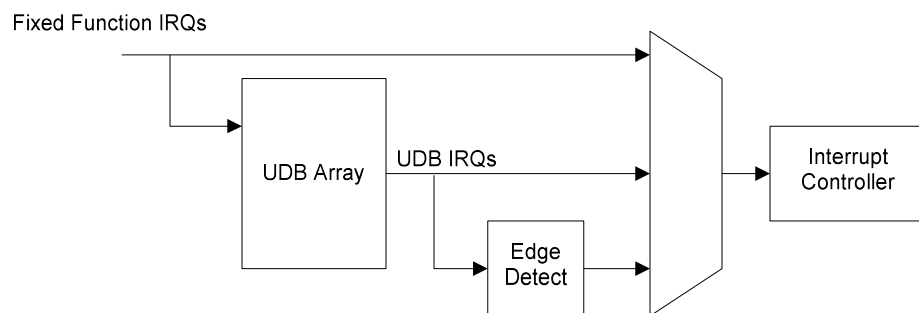 Fixed Function IRQs
UDB Array
UDB IRQs
Edge
Detect
Interrupt
Controller